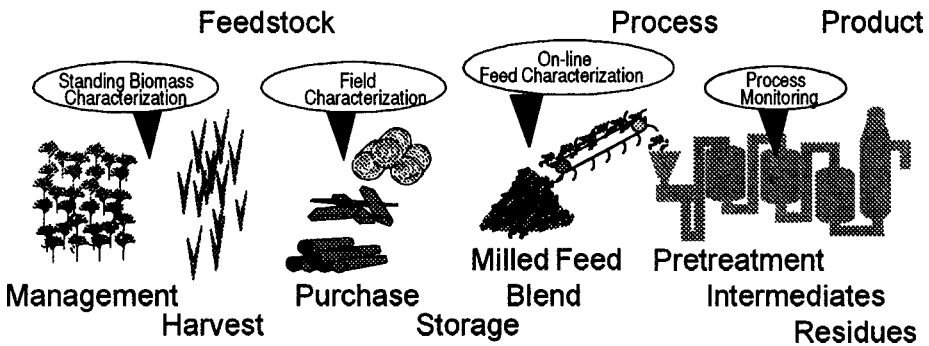 Feedstock
Process
Product
Standing Biomass
Characterization
Field
Characterization
On-line
Feed Characterization
Process
Monitoring
Management
Harvest
Purchase
Storage
Milled Feed
Blend
Pretreatment
Intermediates
Residues